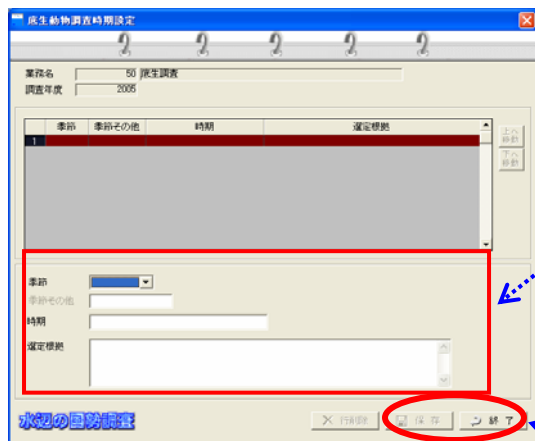 底生動物調査時期設定
業務名 50 底生調査
調査年度 2005
季節 季節その他 時期 選定根拠
上へ移動
1
下へ移動
季節
季節その他
時期
選定根拠
水辺の国勢調査
行削除 保存 終了